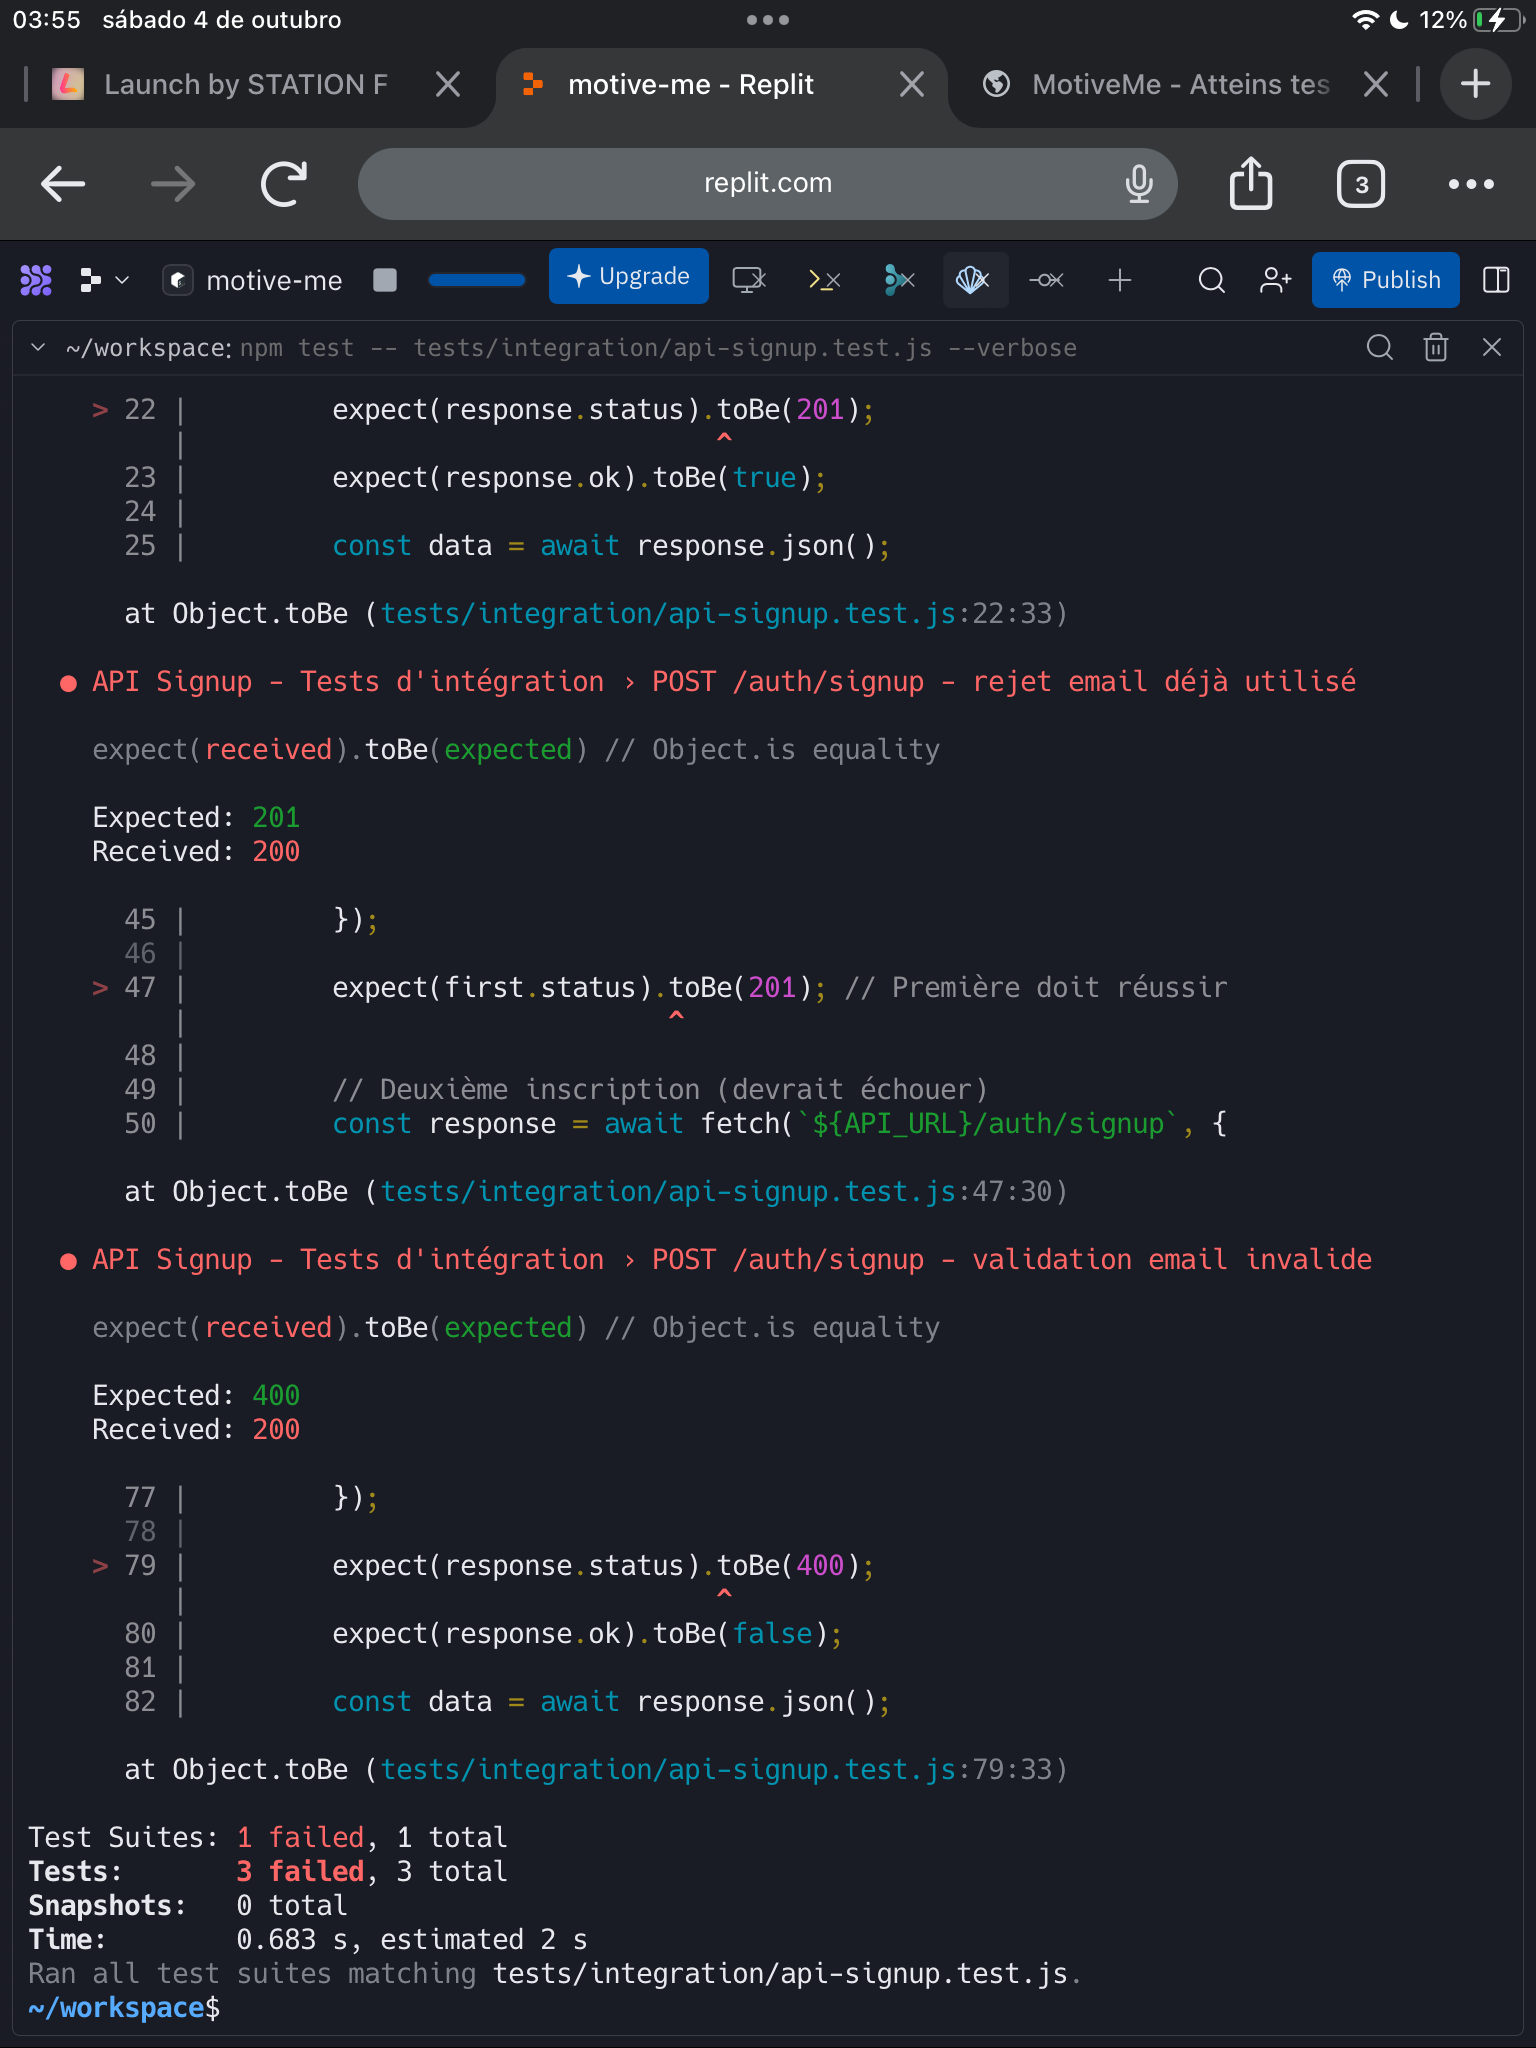 03:55 sábado 4 de outubro 12%
Launch by STATION F motive-me - Replit MotiveMe - Atteins tes
replit.com 3
motive-me Upgrade Publish
~/workspace: npm test -- tests/integration/api-signup.test.js --verbose
> 22 | expect(response.status).toBe(201);
| ^
23 | expect(response.ok).toBe(true);
24 |
25 | const data = await response.json();
at Object.toBe (tests/integration/api-signup.test.js:22:33)
● API Signup - Tests d'intégration › POST /auth/signup - rejet email déjà utilisé
expect(received).toBe(expected) // Object.is equality
Expected: 201
Received: 200
45 | });
46 |
> 47 | expect(first.status).toBe(201); // Première doit réussir
| ^
48 |
49 | // Deuxième inscription (devrait échouer)
50 | const response = await fetch(`${API_URL}/auth/signup`, {
at Object.toBe (tests/integration/api-signup.test.js:47:30)
● API Signup - Tests d'intégration › POST /auth/signup - validation email invalide
expect(received).toBe(expected) // Object.is equality
Expected: 400
Received: 200
77 | });
78 |
> 79 | expect(response.status).toBe(400);
| ^
80 | expect(response.ok).toBe(false);
81 |
82 | const data = await response.json();
at Object.toBe (tests/integration/api-signup.test.js:79:33)
Test Suites: 1 failed, 1 total
Tests: 3 failed, 3 total
Snapshots: 0 total
Time: 0.683 s, estimated 2 s
Ran all test suites matching tests/integration/api-signup.test.js.
~/workspace$